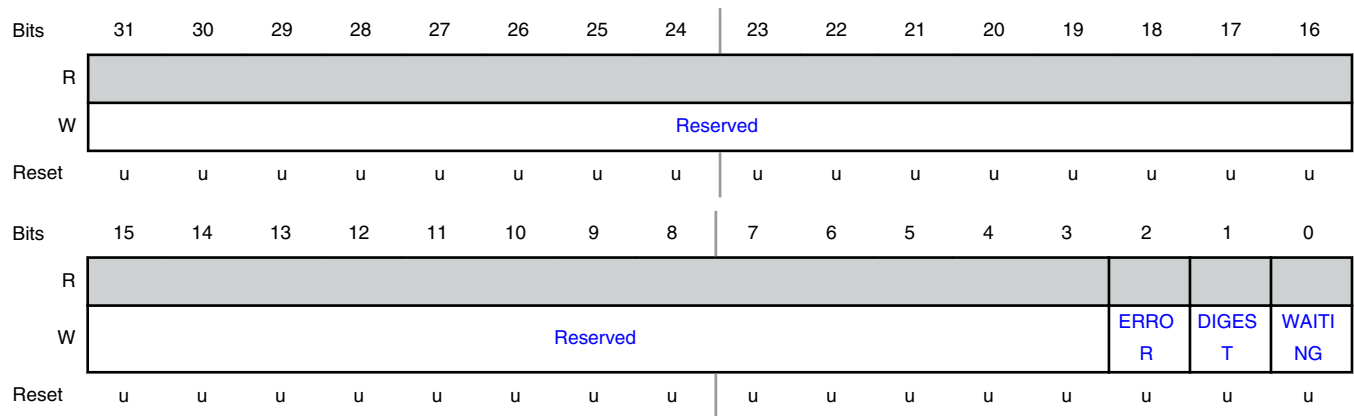 Bits 31 30 29 28 27 26 25 24 23 22 21 20 19 18 17 16
R
W Reserved
Reset u u u u u u u u u u u u u u u u
Bits 15 14 13 12 11 10 9 8 7 6 5 4 3 2 1 0
R
W Reserved ERRO DIGES WAITI
R T NG
Reset u u u u u u u u u u u u u u u u